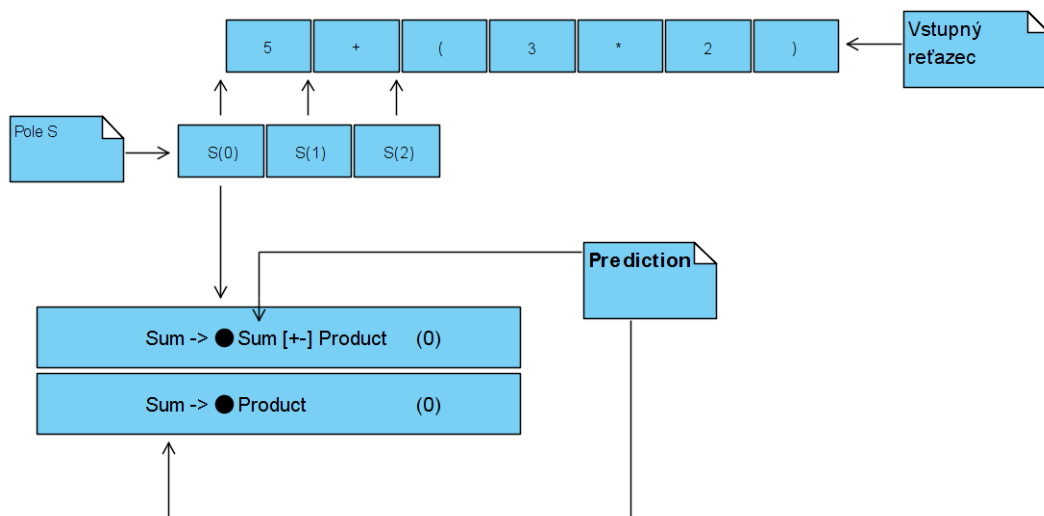 5 + ( 3 * 2 )
Vstupný
reťazec
Pole S
S(0) S(1) S(2)
Prediction
Sum -> ● Sum [+-] Product (0)
Sum -> ● Product (0)